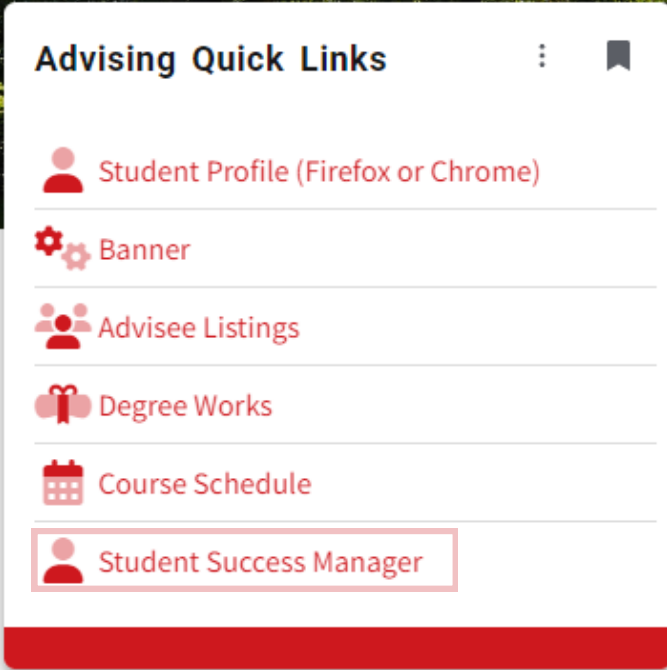 Advising Quick Links
Student Profile (Firefox or Chrome)
Banner
Advisee Listings
Degree Works
Course Schedule
Student Success Manager